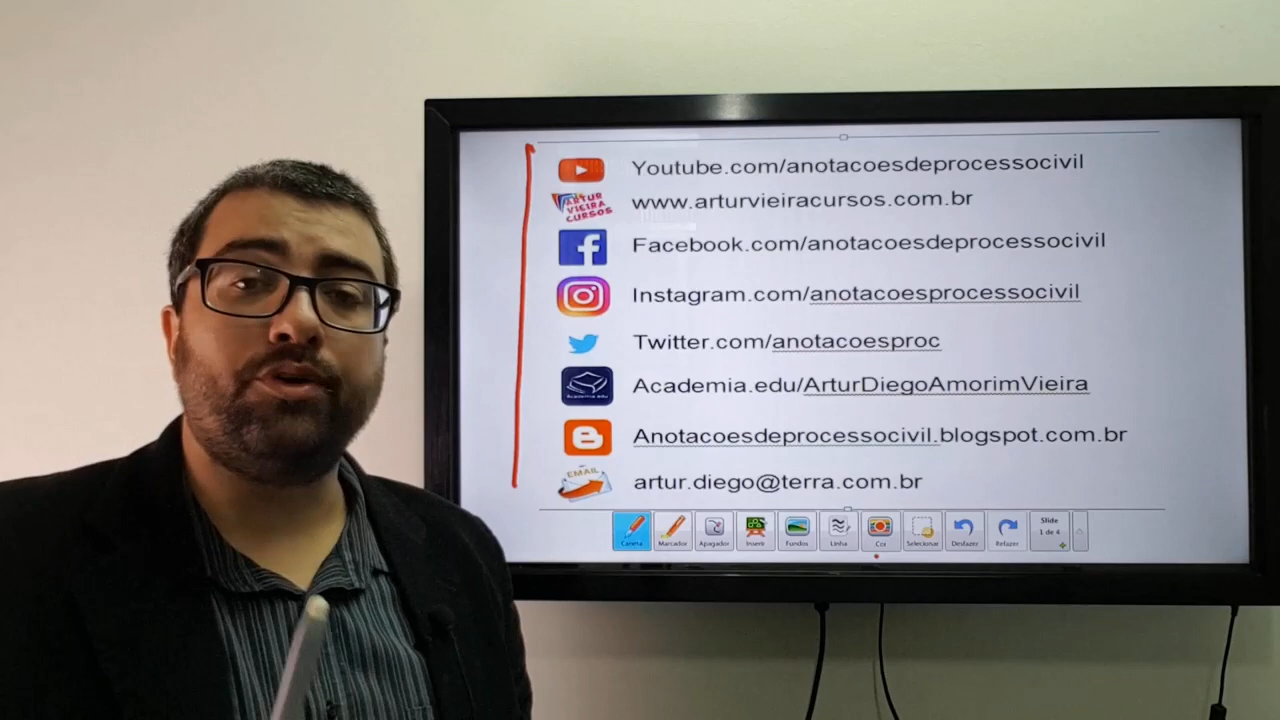 Youtube.com/anotacoesdeprocessocivil
ARTUR
VIEIRA
CURSOS
www.arturvieiracursos.com.br
Facebook.com/anotacoesdeprocessocivil
Instagram.com/anotacoesprocessocivil
Twitter.com/anotacoesproc
Academia.edu
Academia.edu/ArturDiegoAmorimVieira
Anotacoesdeprocessocivil.blogspot.com.br
EMAIL
artur.diego@terra.com.br
Caneta Marcador Apagador Inserir Fundos Linha Cor Selecionar Desfazer Refazer
Slide
1 de 4